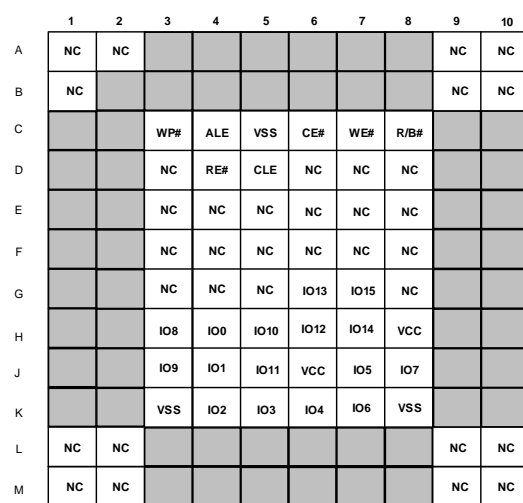 1 2 3 4 5 6 7 8 9 10
A NC NC NC NC
B NC NC NC
C WP# ALE VSS CE# WE# R/B#
D NC RE# CLE NC NC NC
E NC NC NC NC NC NC
F NC NC NC NC NC NC
G NC NC NC IO13 IO15 NC
H IO8 IO0 IO10 IO12 IO14 VCC
J IO9 IO1 IO11 VCC IO5 IO7
K VSS IO2 IO3 IO4 IO6 VSS
L NC NC NC NC
M NC NC NC NC